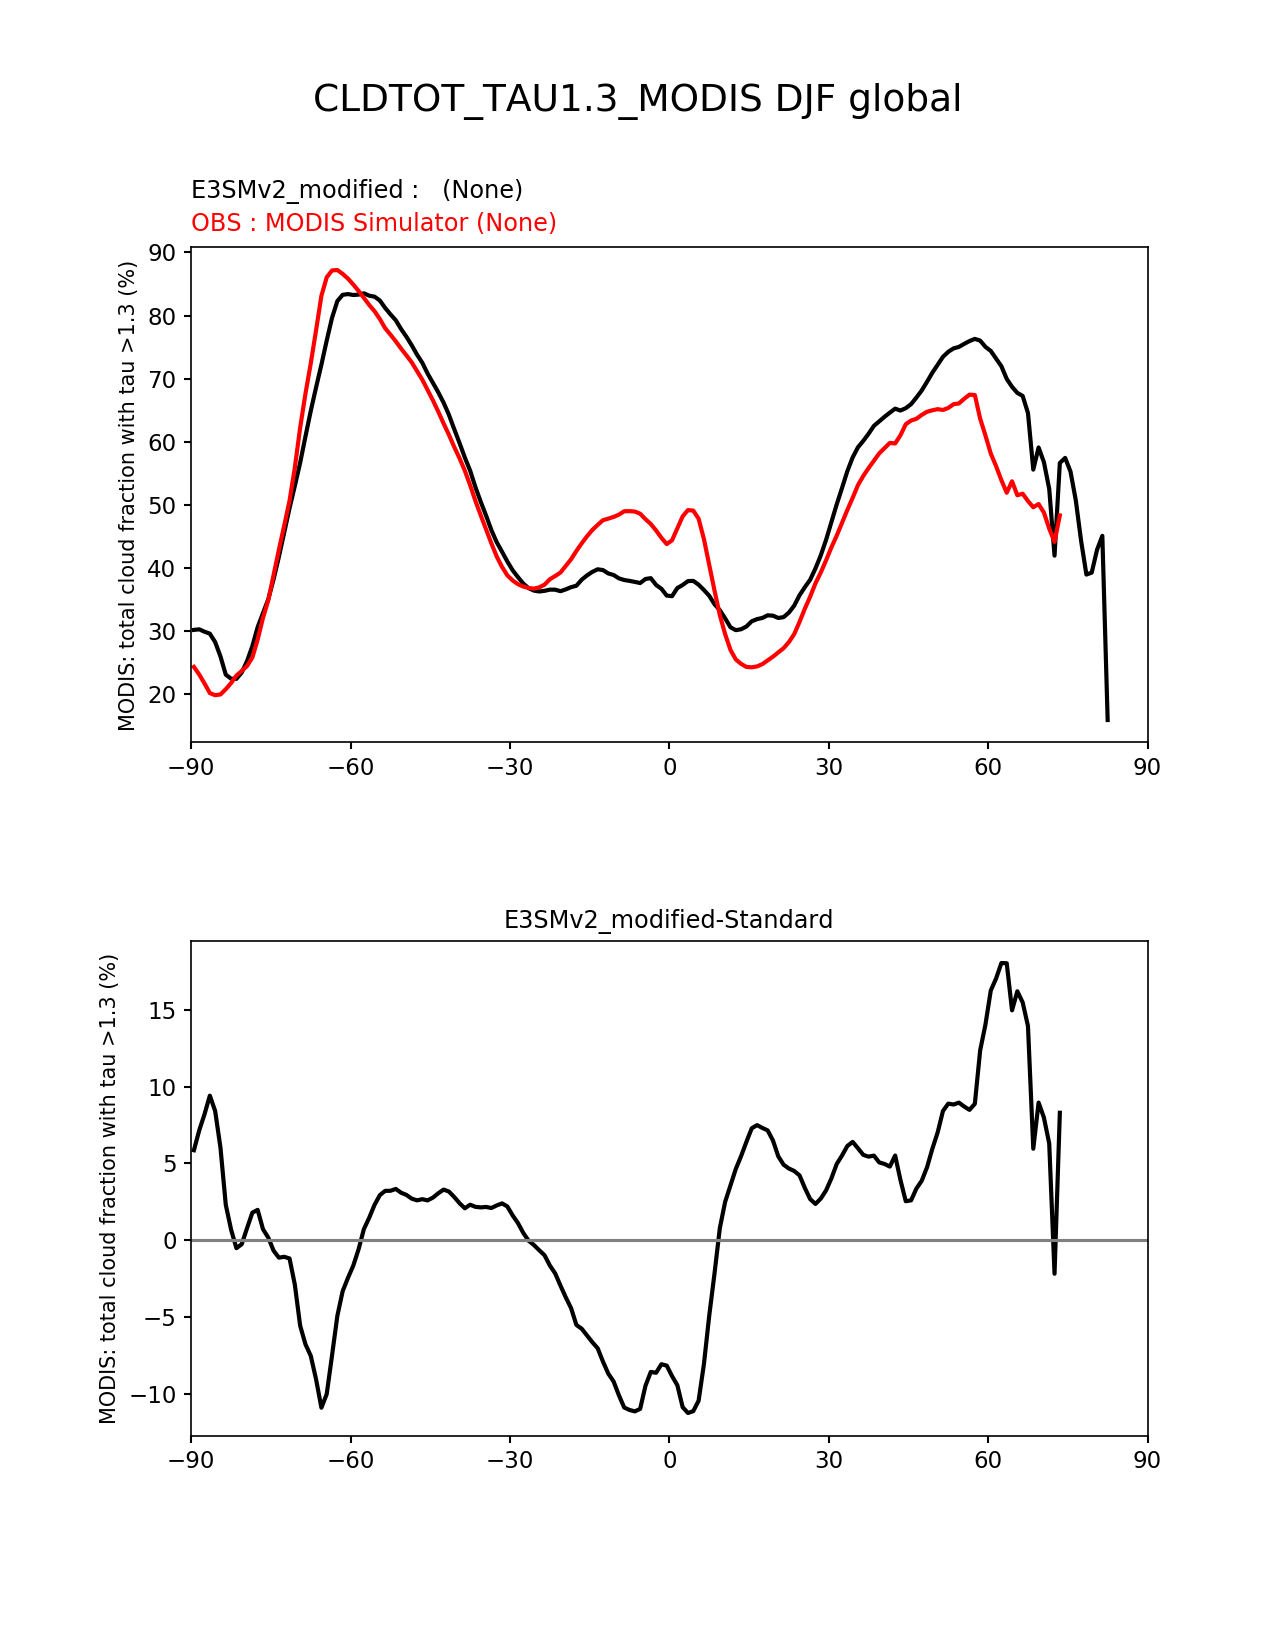 CLDTOT_TAU1.3_MODIS DJF global
E3SMv2_modified :   (None)
OBS : MODIS Simulator (None)
MODIS: total cloud fraction with tau >1.3 (%)
90
80
70
60
50
40
30
20
−90 −60 −30 0 30 60 90
E3SMv2_modified-Standard
MODIS: total cloud fraction with tau >1.3 (%)
15
10
5
0
−5
−10
−90 −60 −30 0 30 60 90